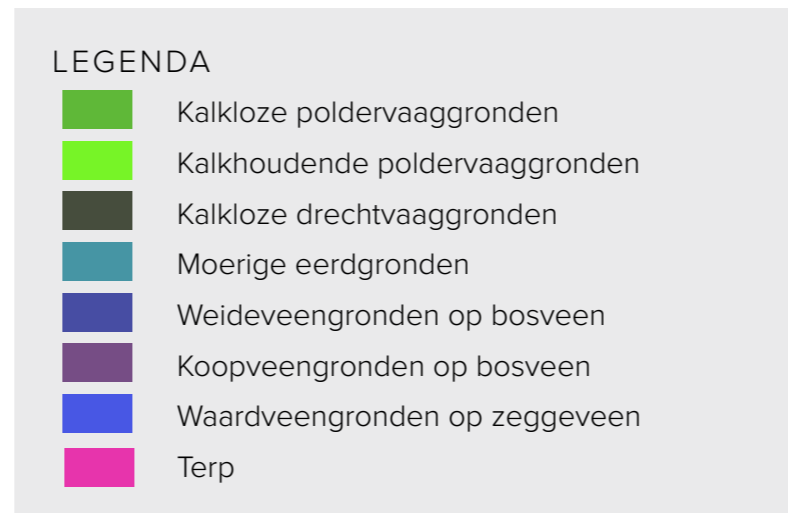 LEGENDA
Kalkloze poldervaaggronden
Kalkhoudende poldervaaggronden
Kalkloze drechtvaaggronden
Moerige eerdgronden
Weideveengronden op bosveen
Koopveengronden op bosveen
Waardveengronden op zeggeveen
Terp